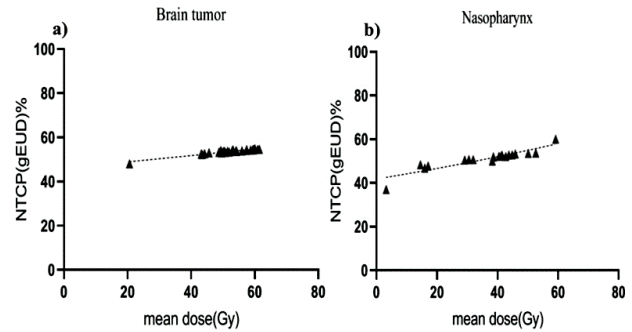 Brain tumor
a)
100
80
60
40
20
0
NTCP(gEUD)%
0 20 40 60 80
mean dose(Gy)
Nasopharynx
b)
100
80
60
40
20
0
NTCP(gEUD)%
0 20 40 60 80
mean dose(Gy)